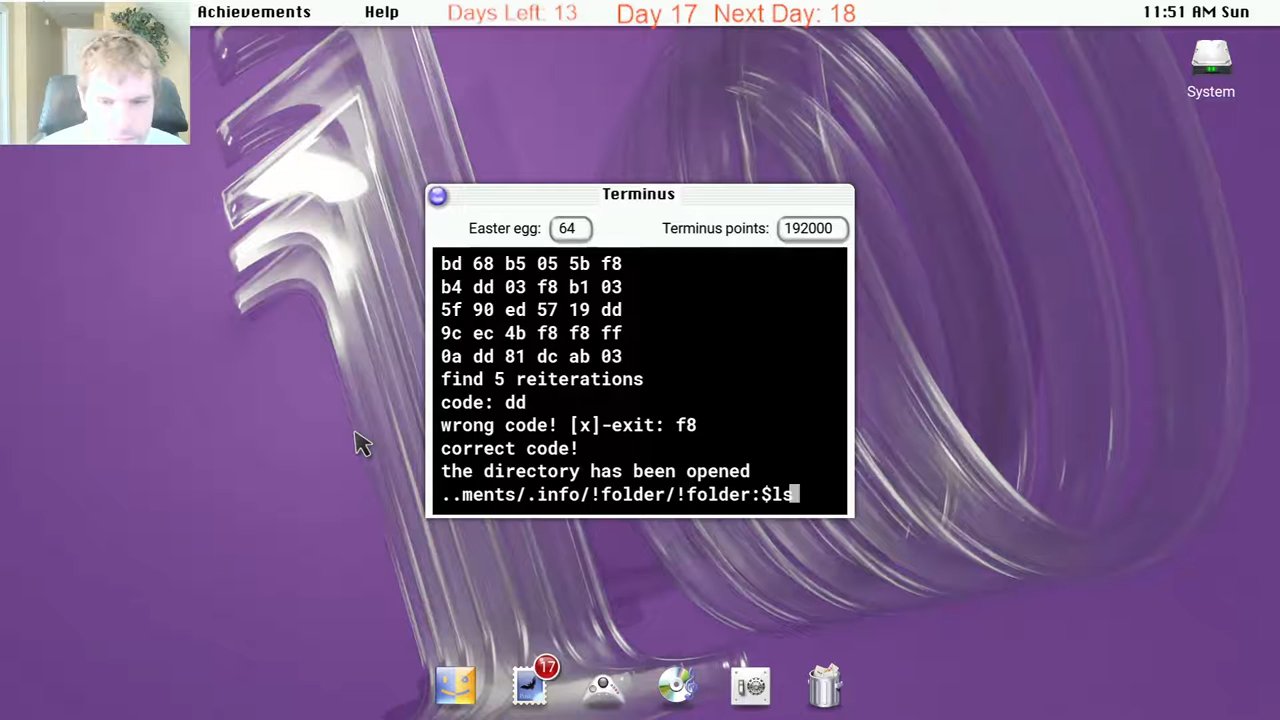 Achievements Help Days Left: 13 Day 17 Next Day: 18 11:51 AM Sun
System
Terminus
Easter egg: 64 Terminus points: 192000
bd 68 b5 05 5b f8
b4 dd 03 f8 b1 03
5f 90 ed 57 19 dd
9c ec 4b f8 f8 ff
0a dd 81 dc ab 03
find 5 reiterations
code: dd
wrong code! [x]-exit: f8
correct code!
the directory has been opened
..ments/.info/!folder/!folder:$ls
17